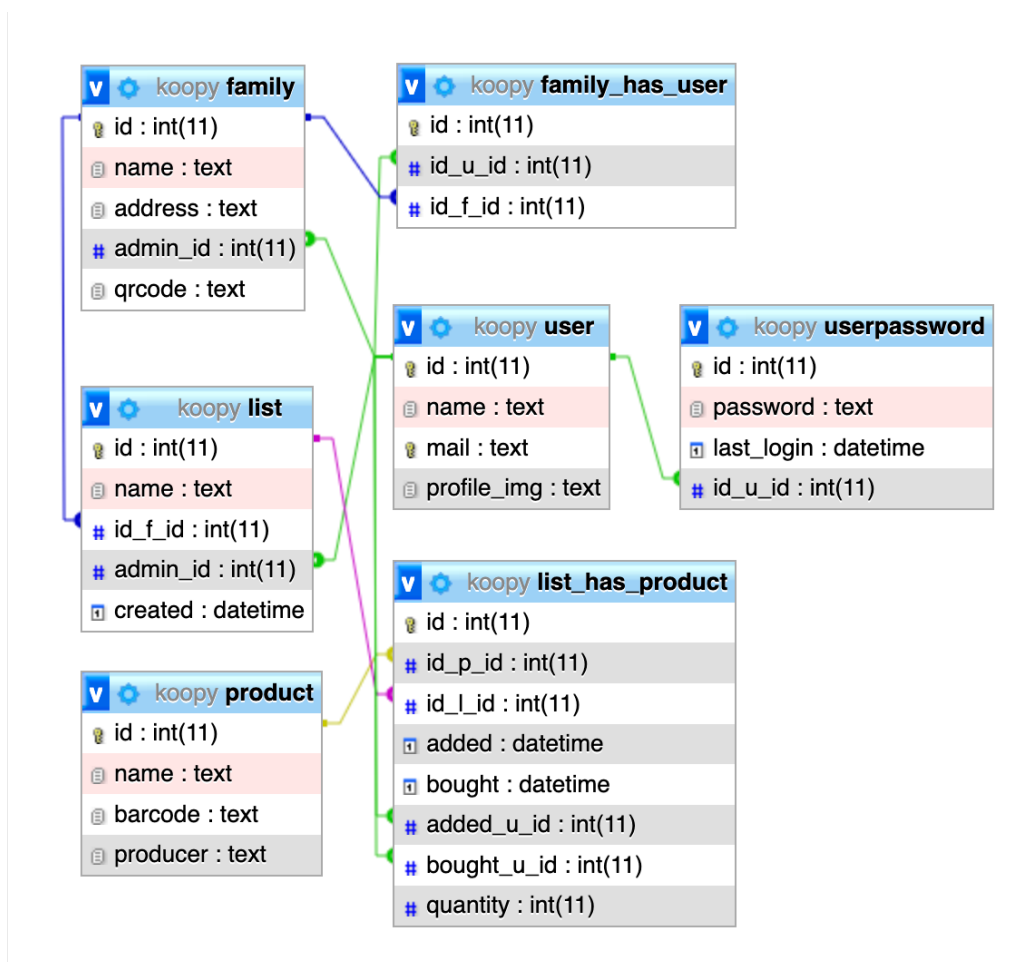 v koopy family
id : int(11)
name : text
address : text
# admin_id : int(11)
qrcode : text
v koopy family_has_user
id : int(11)
# id_u_id : int(11)
# id_f_id : int(11)
v koopy user
id : int(11)
name : text
mail : text
profile_img : text
v koopy userpassword
id : int(11)
password : text
last_login : datetime
# id_u_id : int(11)
v koopy list
id : int(11)
name : text
# id_f_id : int(11)
# admin_id : int(11)
created : datetime
v koopy list_has_product
id : int(11)
# id_p_id : int(11)
# id_l_id : int(11)
added : datetime
bought : datetime
# added_u_id : int(11)
# bought_u_id : int(11)
# quantity : int(11)
v koopy product
id : int(11)
name : text
barcode : text
producer : text